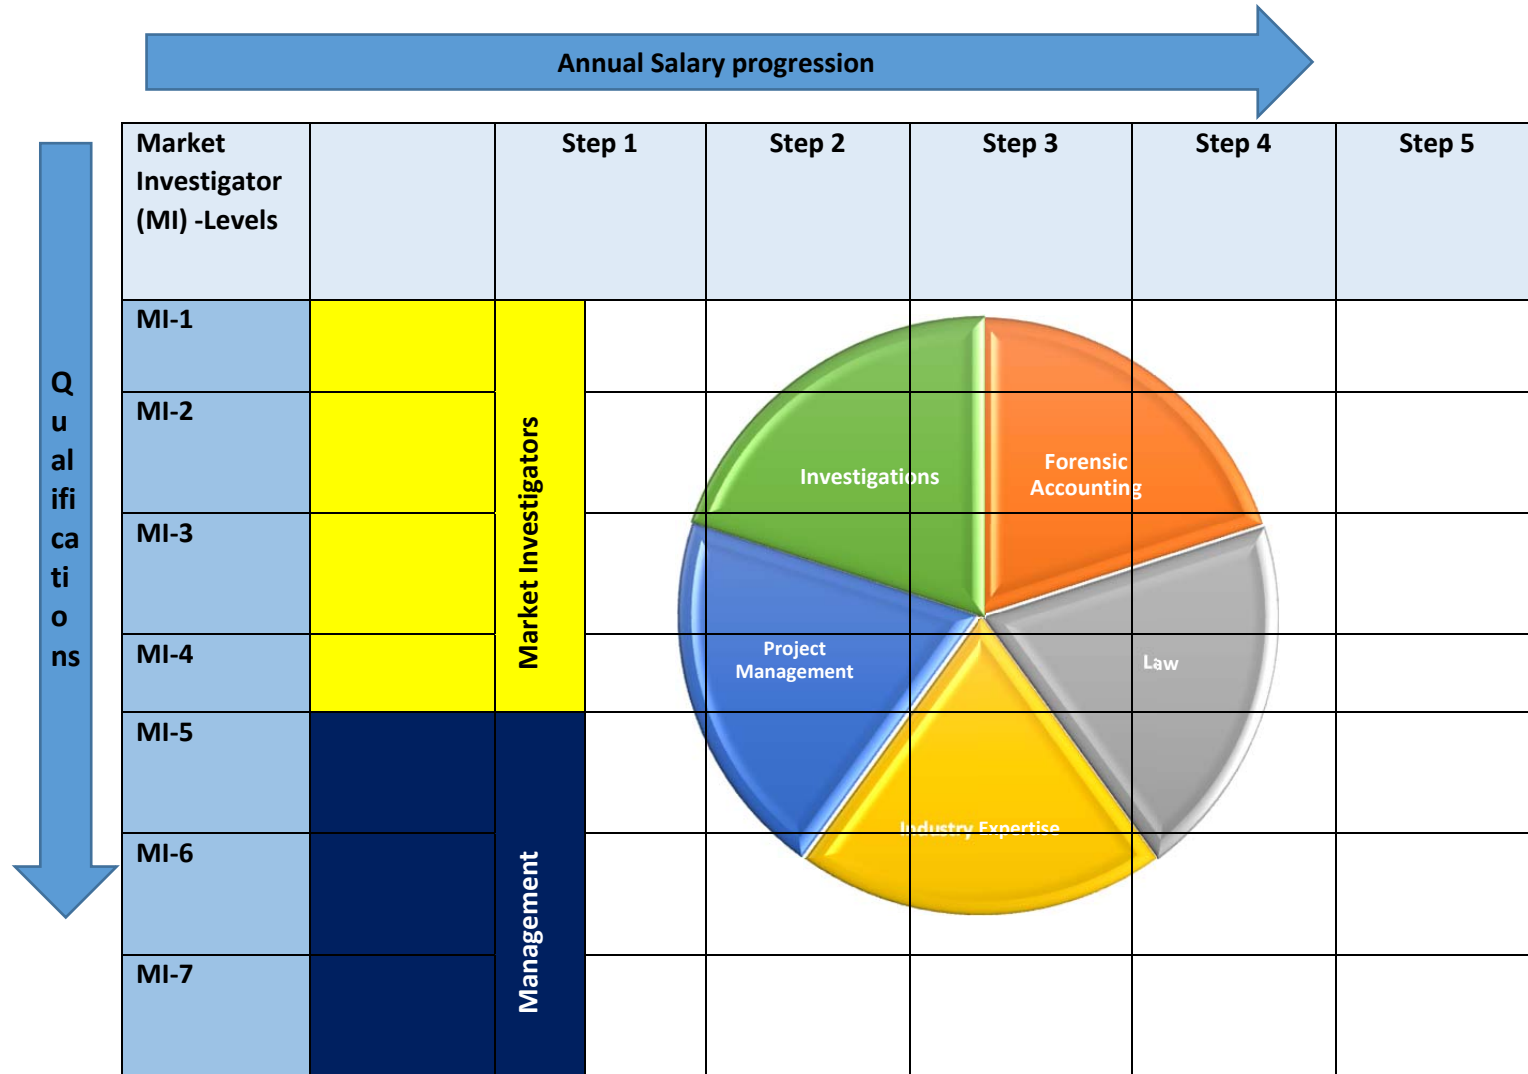 Annual Salary progression
Market
Investigator
(MI) -Levels
Step 1
Step 2
Step 3
Step 4
Step 5
Q
u
al
ifi
ca
ti
o
ns
MI-1
MI-2
MI-3
MI-4
MI-5
MI-6
MI-7
Market Investigators
Management
Investigations
Forensic
Accounting
Project
Management
Law
Industry Expertise